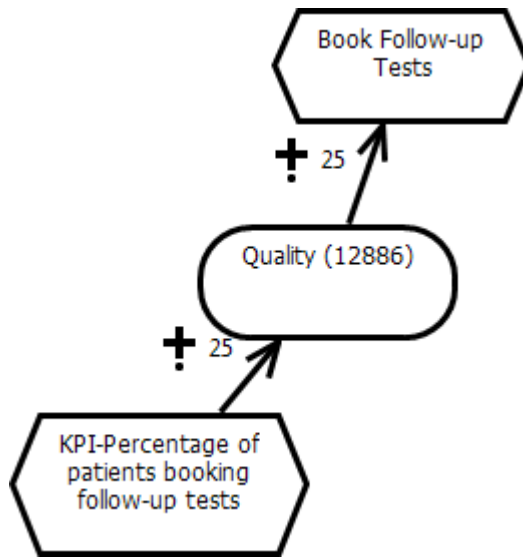 Book Follow-up
Tests
25
Quality (12886)
25
KPI-Percentage of
patients booking
follow-up tests